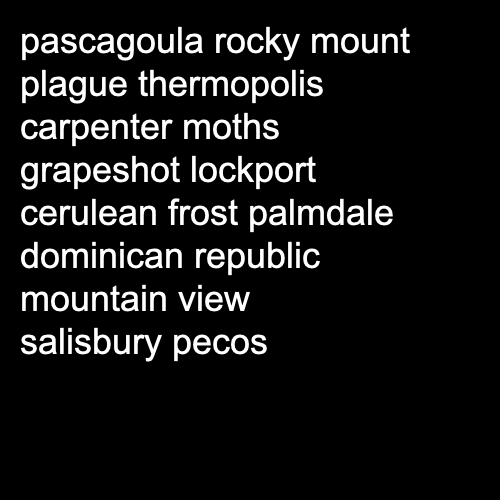 pascagoula rocky mount
plague thermopolis
carpenter moths
grapeshot lockport
cerulean frost palmdale
dominican republic
mountain view
salisbury pecos